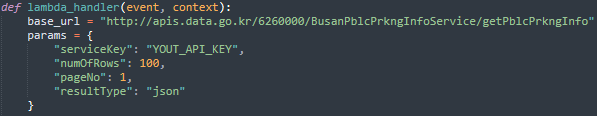 def lambda_handler(event, context):
    base_url = "http://apis.data.go.kr/6260000/BusanPblcPrkngInfoService/getPblcPrkngInfo"
    params = {
        "serviceKey": "YOUT_API_KEY",
        "numOfRows": 100,
        "pageNo": 1,
        "resultType": "json"
    }